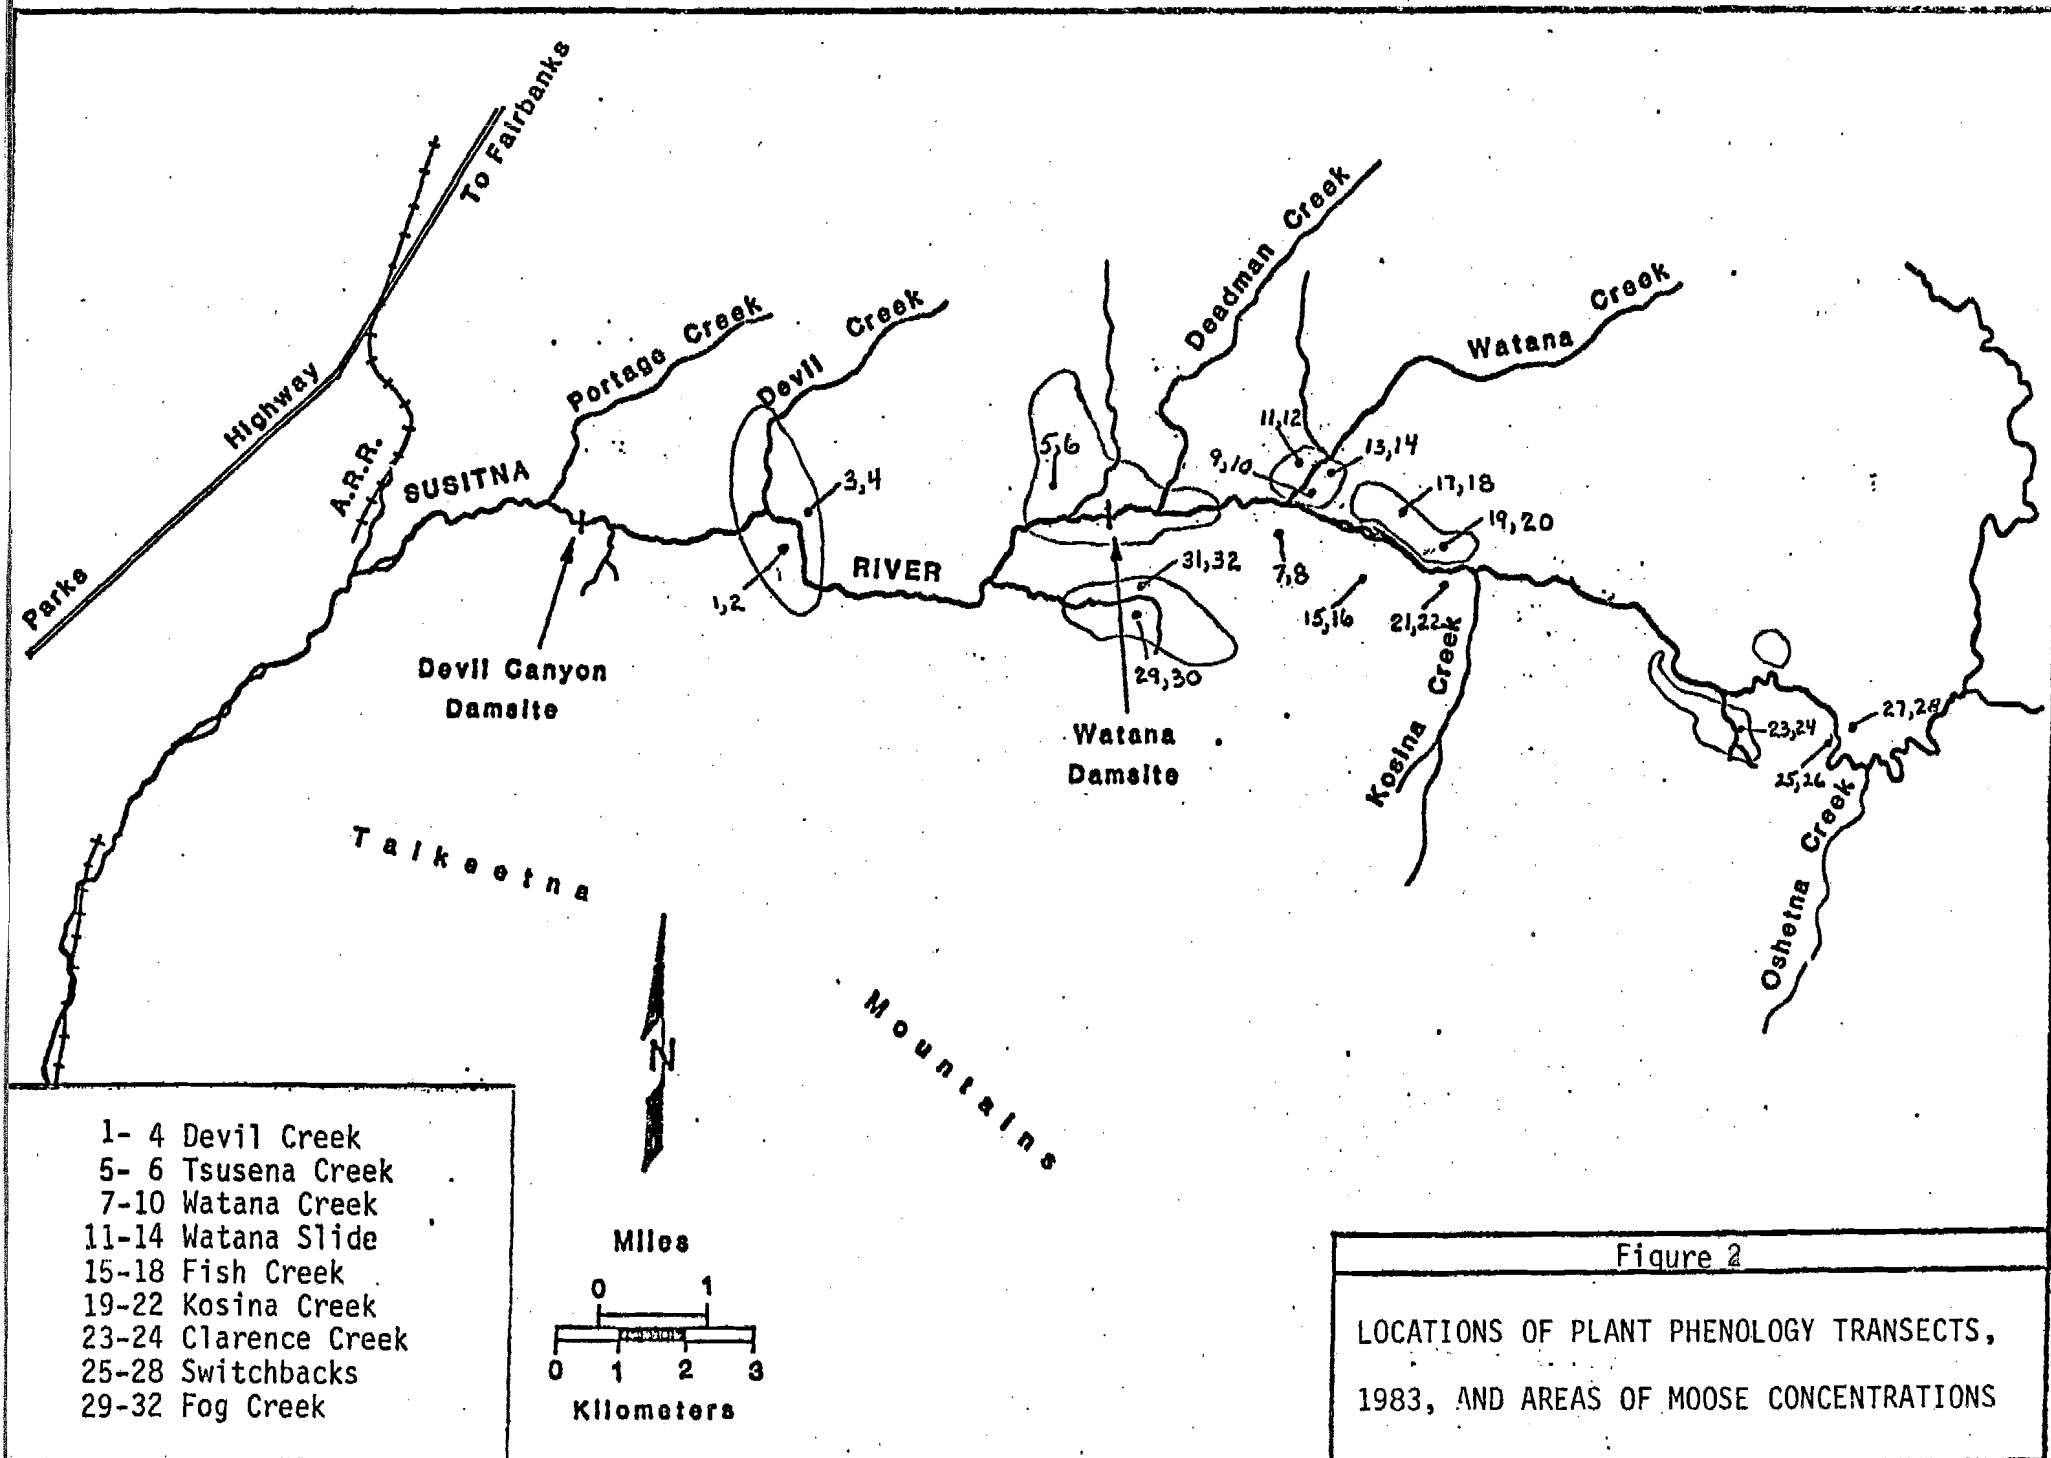 To Fairbanks
Highway
Parks
A.R.R.
SUSITNA
RIVER
Portage Creek
Devil Creek
Deadman Creek
Watana Creek
5,6
3,4
1,2
11,12
9,10
13,14
17,18
19,20
31,32
7,8
15,16
21,22
29,30
23,24
27,28
25,26
Devil Canyon
Damsite
Watana
Damsite
Kosina Creek
Oshetna Creek
Talkeetna
Mountains
N
1- 4 Devil Creek
5- 6 Tsusena Creek
7-10 Watana Creek
11-14 Watana Slide
15-18 Fish Creek
19-22 Kosina Creek
23-24 Clarence Creek
25-28 Switchbacks
29-32 Fog Creek
Miles
0 1
0 1 2 3
Kilometers
Figure 2
LOCATIONS OF PLANT PHENOLOGY TRANSECTS,
1983, AND AREAS OF MOOSE CONCENTRATIONS